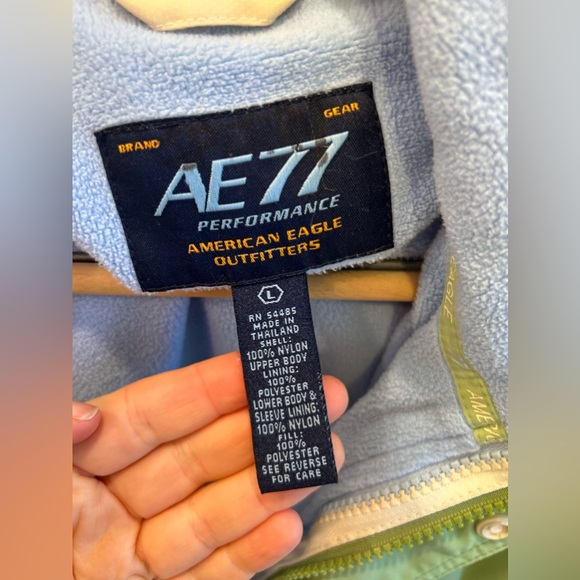 BRAND
GEAR
AE77
PERFORMANCE
AMERICAN EAGLE
OUTFITTERS
L
RN 54485
MADE IN
THAILAND
SHELL:
100% NYLON
UPPER BODY
LINING:
100%
POLYESTER
LOWER BODY &
SLEEVE LINING:
100% NYLON
FILL:
100%
POLYESTER
SEE REVERSE
FOR CARE